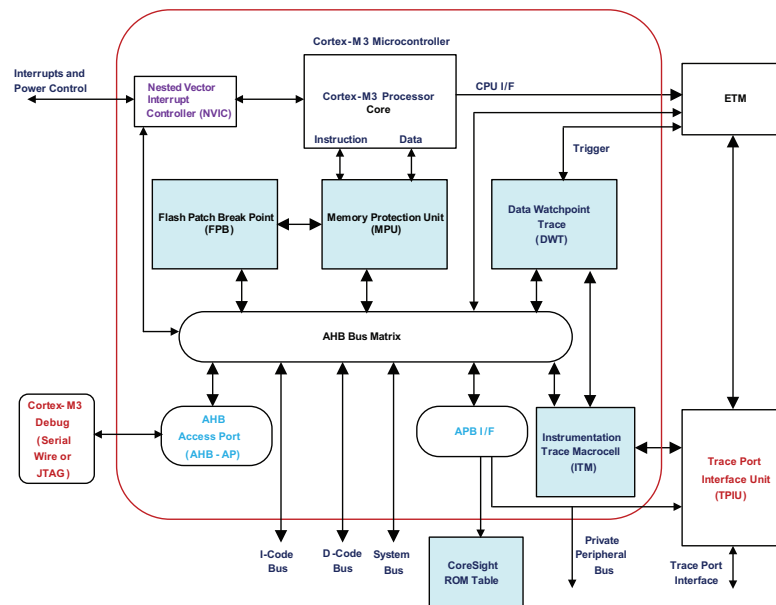 Cortex-M3 Microcontroller
Interrupts and
Power Control
Nested Vector
Interrupt
Controller (NVIC)
Cortex-M3 Processor
Core
CPU I/F
ETM
Instruction
Data
Trigger
Flash Patch Break Point
(FPB)
Memory Protection Unit
(MPU)
Data Watchpoint
Trace
(DWT)
AHB Bus Matrix
Cortex-M3
Debug
(Serial
Wire or
JTAG)
AHB
Access Port
(AHB - AP)
APB I/F
Instrumentation
Trace Macrocell
(ITM)
Trace Port
Interface Unit
(TPIU)
I-Code
Bus
D-Code
Bus
System
Bus
CoreSight
ROM Table
Private
Peripheral
Bus
Trace Port
Interface